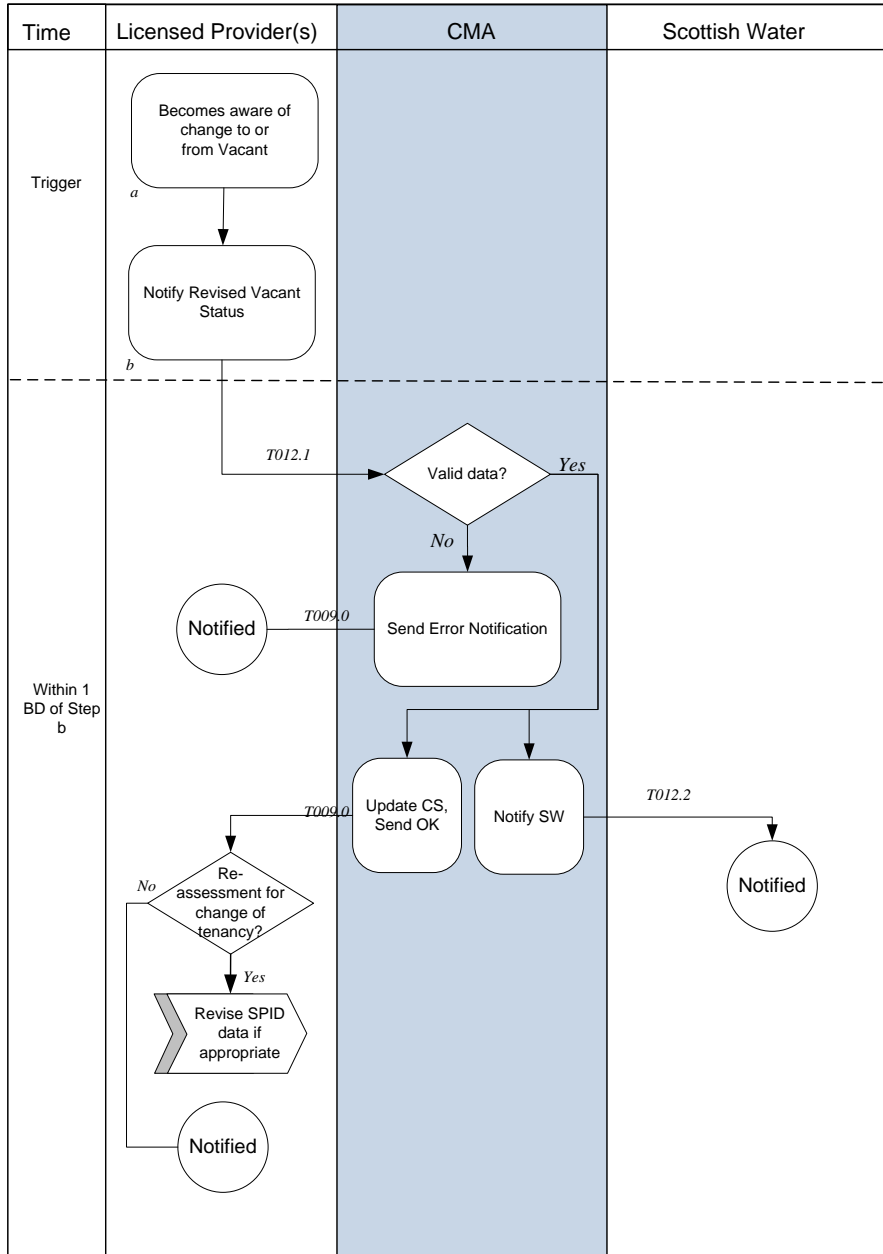 Time
Licensed Provider(s)
CMA
Scottish Water
Trigger
Becomes aware of
change to or
from Vacant
a
Notify Revised Vacant
Status
b
Within 1
BD of Step
b
T012.1
Valid data?
Yes
No
Send Error Notification
T009.0
Notified
Update CS,
Send OK
Notify SW
T009.0
T012.2
Notified
Re-
assessment for
change of
tenancy?
No
Yes
Revise SPID
data if
appropriate
Notified